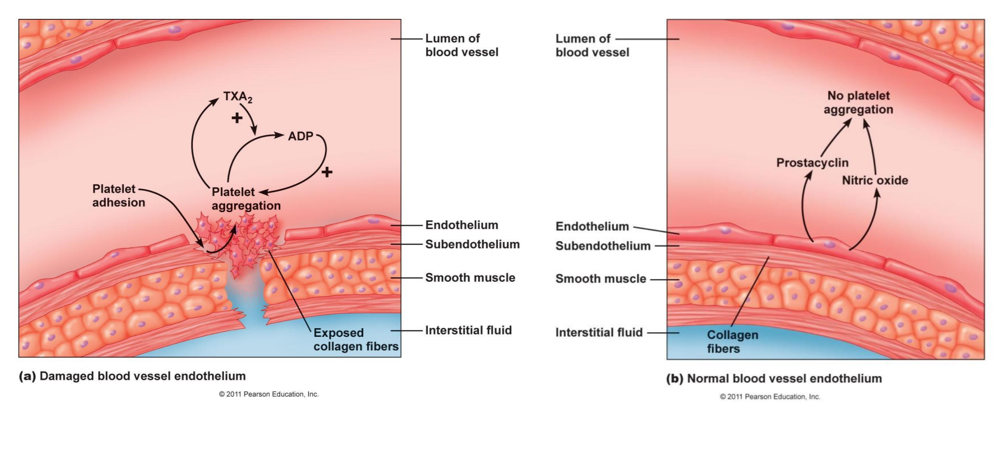 Lumen of
blood vessel
TXA2
+
ADP
+
Platelet
adhesion
Platelet
aggregation
Endothelium
Subendothelium
Smooth muscle
Interstitial fluid
Exposed
collagen fibers
(a) Damaged blood vessel endothelium
© 2011 Pearson Education, Inc.
Lumen of
blood vessel
No platelet
aggregation
Prostacyclin
Nitric oxide
Endothelium
Subendothelium
Smooth muscle
Interstitial fluid
Collagen
fibers
(b) Normal blood vessel endothelium
© 2011 Pearson Education, Inc.